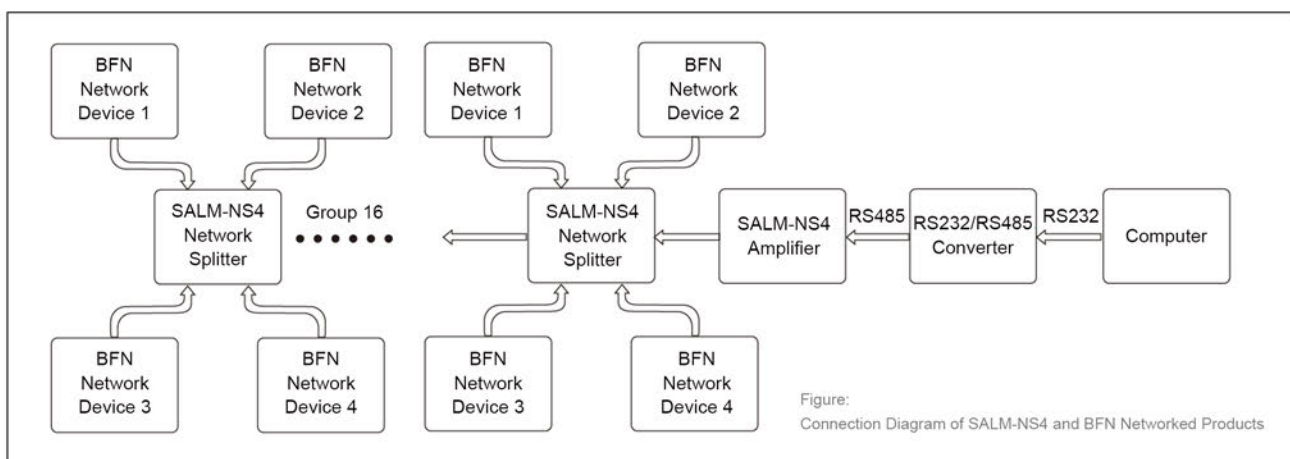 BFN
Network
Device 1
BFN
Network
Device 2
BFN
Network
Device 1
BFN
Network
Device 2
SALM-NS4
Network
Splitter
Group 16
SALM-NS4
Network
Splitter
SALM-NS4
Amplifier
RS485
RS232/RS485
Converter
RS232
Computer
BFN
Network
Device 3
BFN
Network
Device 4
BFN
Network
Device 3
BFN
Network
Device 4
Figure:
Connection Diagram of SALM-NS4 and BFN Networked Products